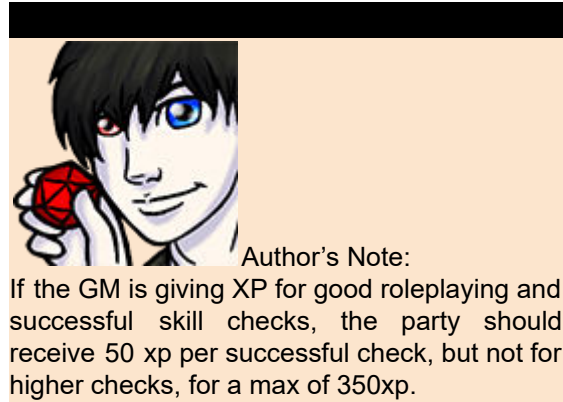 Author's Note:
If the GM is giving XP for good roleplaying and
successful skill checks, the party should
receive 50 xp per successful check, but not for
higher checks, for a max of 350xp.